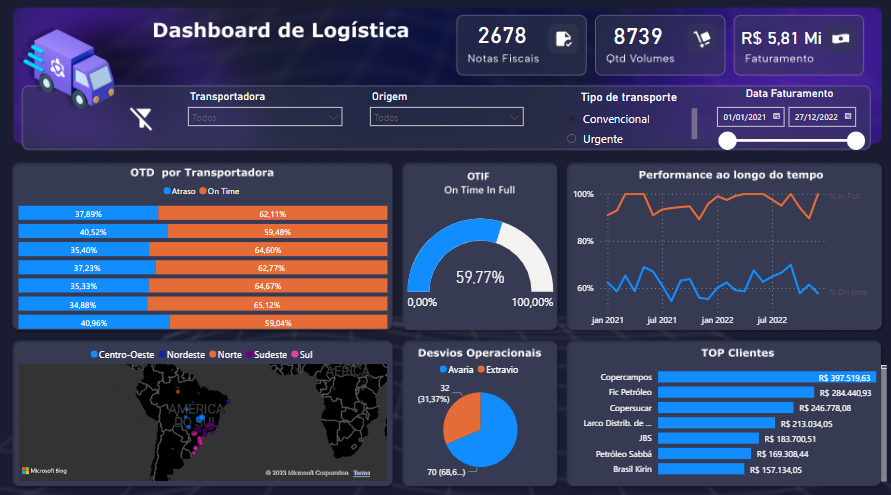 Dashboard de Logística
2678
Notas Fiscais
8739
Qtd Volumes
R$ 5,81 Mi
Faturamento
Transportadora
Todos
Origem
Todos
Tipo de transporte
Convencional
Urgente
Data Faturamento
01/01/2021
27/12/2022
OTD por Transportadora
Atraso On Time
37,89% 62,11%
40,52% 59,48%
35,40% 64,60%
37,23% 62,77%
35,33% 64,67%
34,88% 65,12%
40,96% 59,04%
OTIF
On Time In Full
59,77%
0,00% 100,00%
Performance ao longo do tempo
100%
80%
60%
% In Full
% On time
jan 2021 jul 2021 jan 2022 jul 2022
Centro-Oeste Nordeste Norte Sudeste Sul
ÁFRICA
AMÉRICA
DO SUL
Microsoft Bing
© 2023 Microsoft Corporation Terms
Desvios Operacionais
Avaria Extravio
32
(31,37%)
70 (68,6...)
TOP Clientes
Copercampos R$ 397.519,63
Fic Petróleo R$ 284.440,93
Copersucar R$ 246.778,08
Larco Distrib. de ... R$ 213.034,05
JBS R$ 183.700,51
Petróleo Sabbá R$ 169.308,44
Brasil Kirin R$ 157.134,05